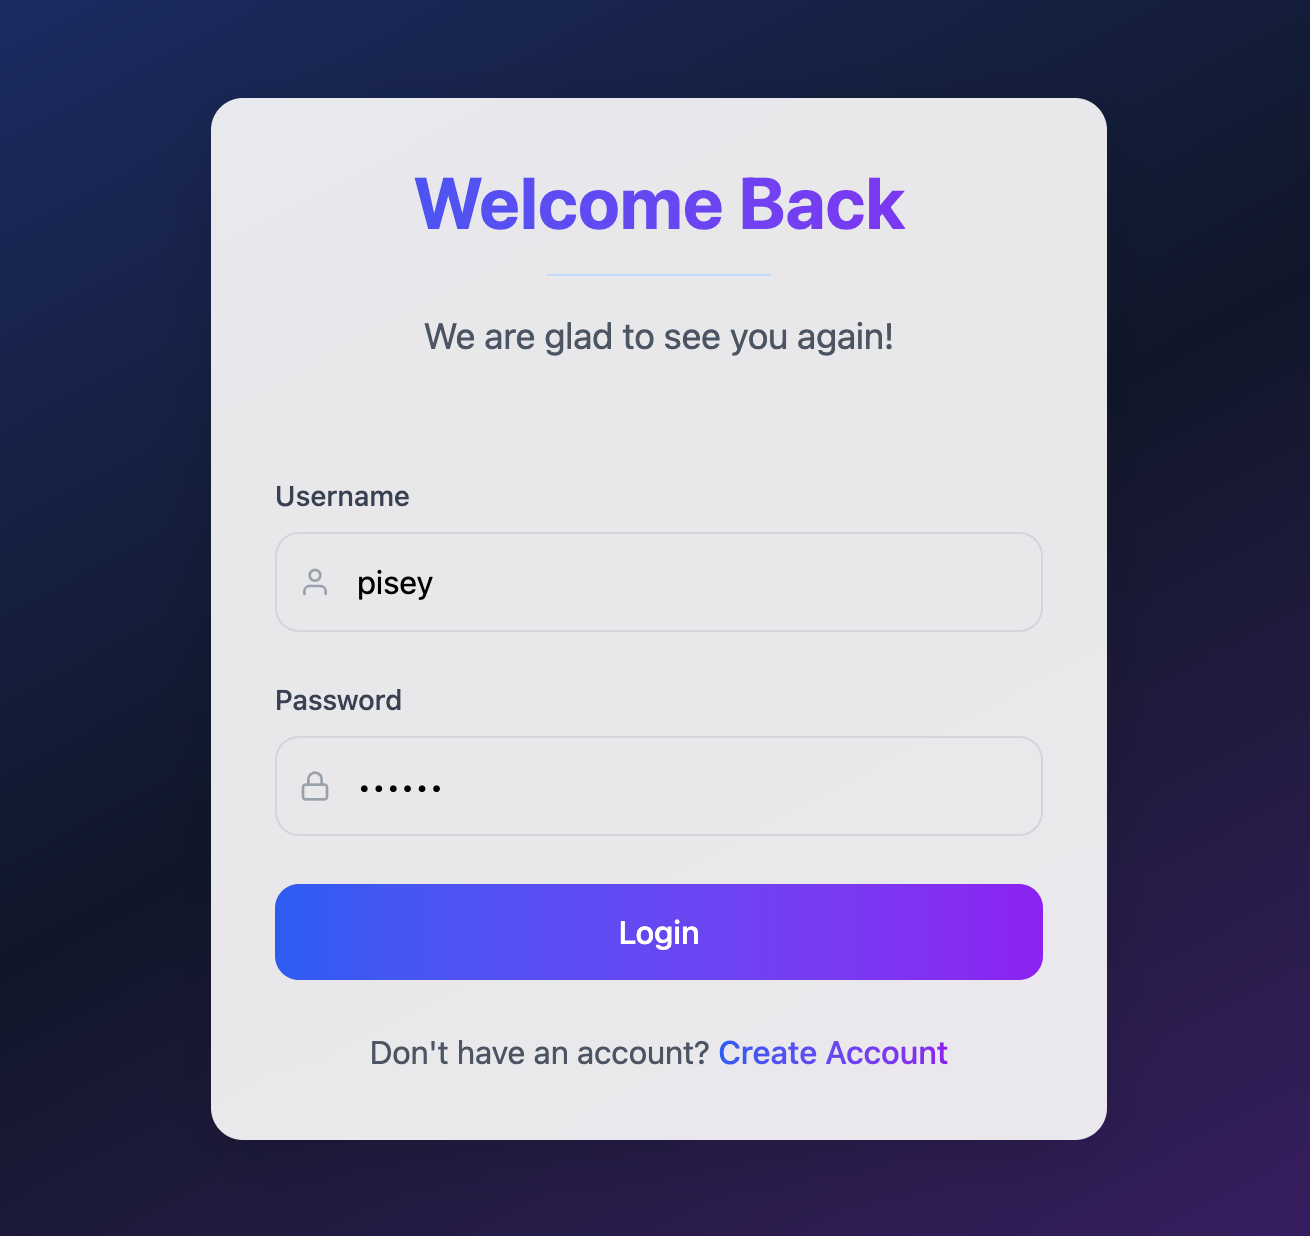 Welcome Back
We are glad to see you again!
Username
pisey
Password
••••••
Login
Don't have an account? Create Account